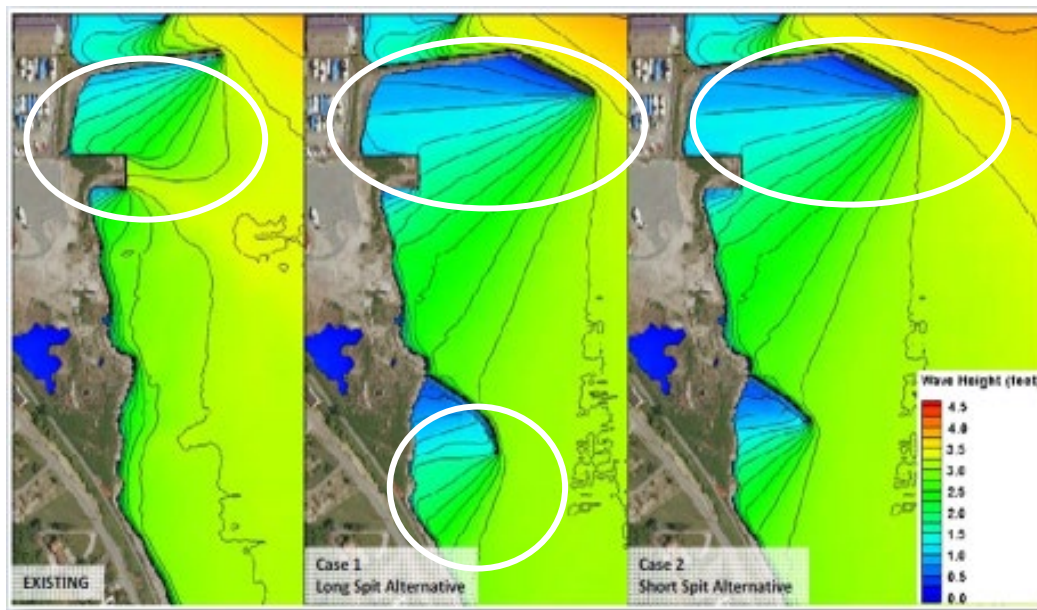 EXISTING
Case 1
Long Spit Alternative
Case 2
Short Spit Alternative
Wave Height (feet
4.5
4.0
3.5
3.0
2.5
2.0
1.5
1.0
0.5
0.0